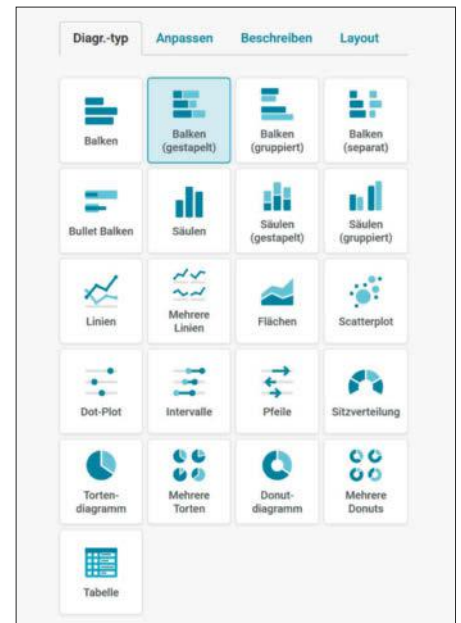 Diagr.-typ Anpassen Beschreiben Layout
Balken
Balken
(gestapelt)
Balken
(gruppiert)
Balken
(separat)
Bullet Balken
Säulen
Säulen
(gestapelt)
Säulen
(gruppiert)
Linien
Mehrere
Linien
Flächen
Scatterplot
Dot-Plot
Intervalle
Pfeile
Sitzverteilung
Torten-
diagramm
Mehrere
Torten
Donut-
diagramm
Mehrere
Donuts
Tabelle